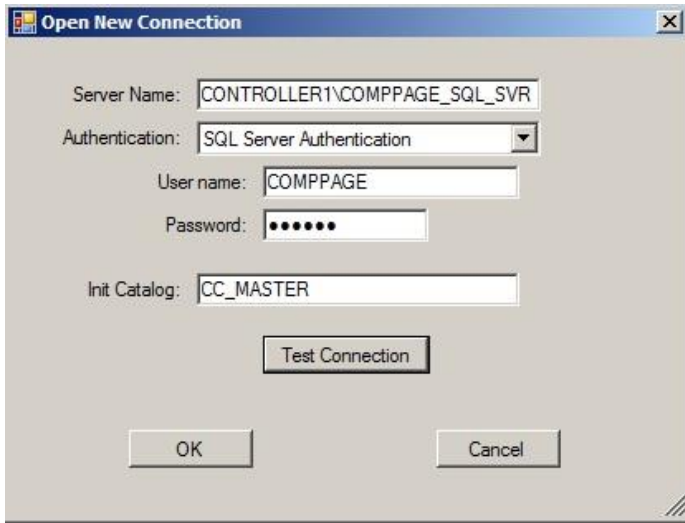 Open New Connection
Server Name: CONTROLLER1\COMPPAGE_SQL_SVR
Authentication: SQL Server Authentication
User name: COMPPAGE
Password: ●●●●●●
Init Catalog: CC_MASTER
Test Connection
OK Cancel